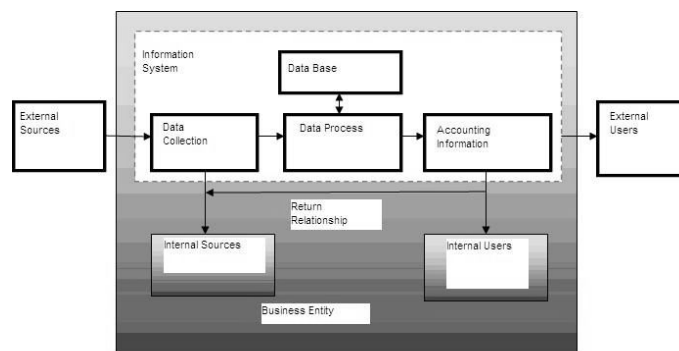 Information
System
Data Base
External
Sources
Data
Collection
Data Process
Accounting
Information
External
Users
Return
Relationship
Internal Sources
Internal Users
Business Entity